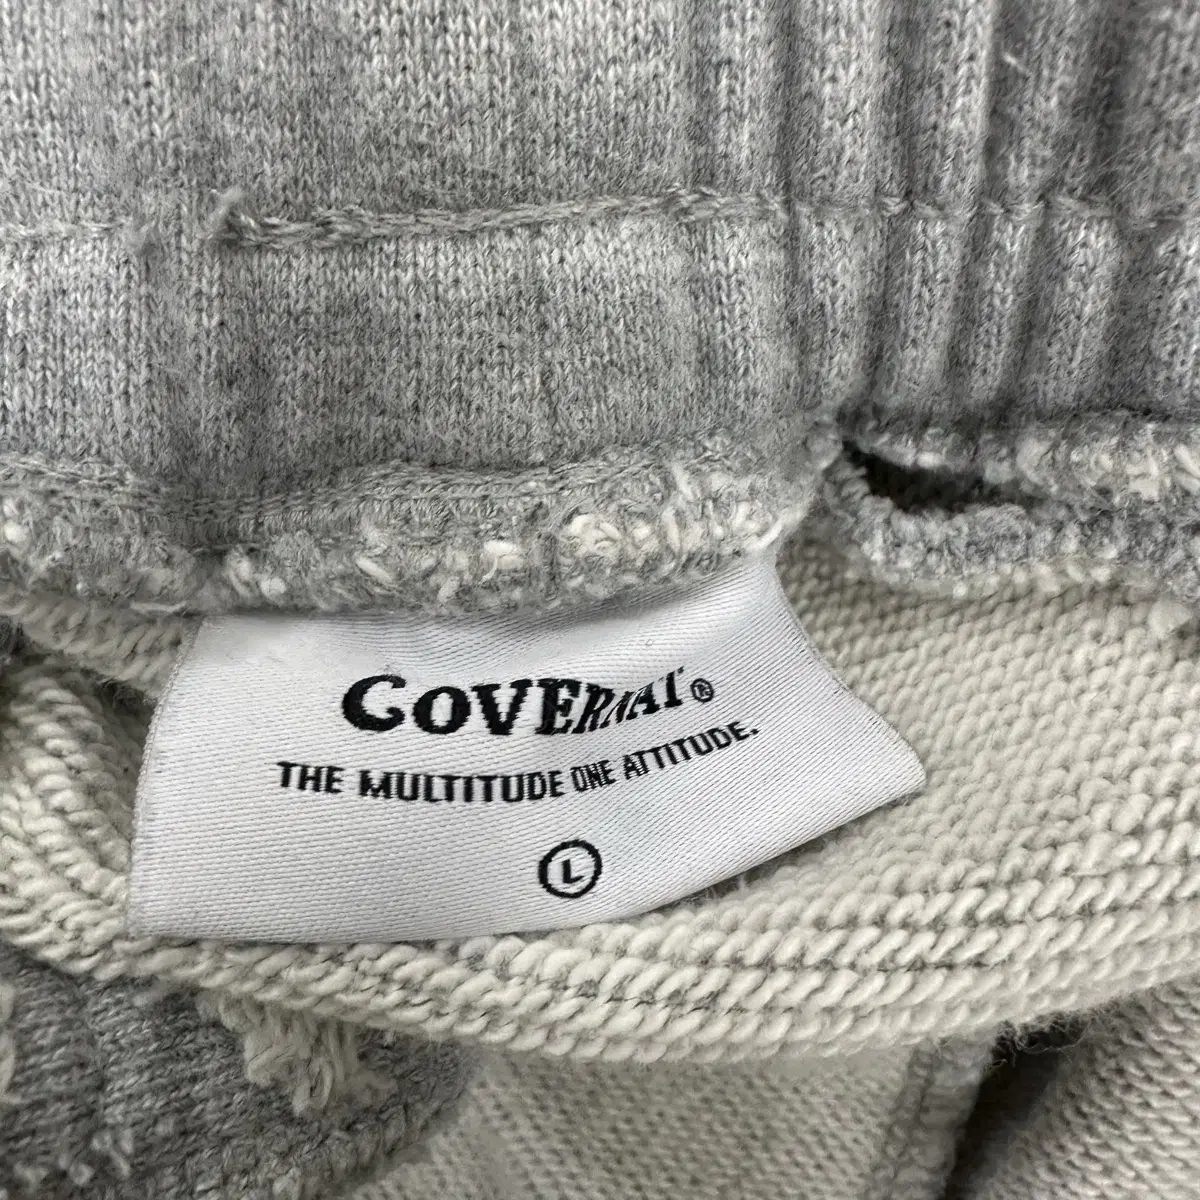 COVERNAT®
THE MULTITUDE ONE ATTITUDE.
L